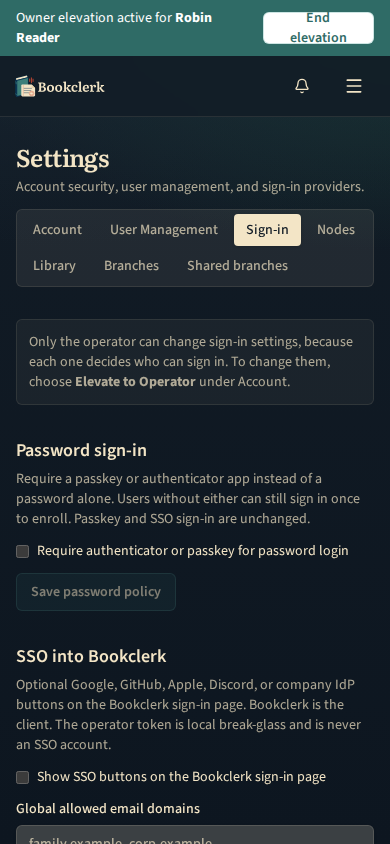 Owner elevation active for Robin
Reader
End
elevation
Bookclerk
Settings
Account security, user management, and sign-in providers.
Account
User Management
Sign-in
Nodes
Library
Branches
Shared branches
Only the operator can change sign-in settings, because
each one decides who can sign in. To change them,
choose Elevate to Operator under Account.
Password sign-in
Require a passkey or authenticator app instead of a
password alone. Users without either can still sign in once
to enroll. Passkey and SSO sign-in are unchanged.
Require authenticator or passkey for password login
Save password policy
SSO into Bookclerk
Optional Google, GitHub, Apple, Discord, or company IdP
buttons on the Bookclerk sign-in page. Bookclerk is the
client. The operator token is local break-glass and is never
an SSO account.
Show SSO buttons on the Bookclerk sign-in page
Global allowed email domains
family.example, corp.example